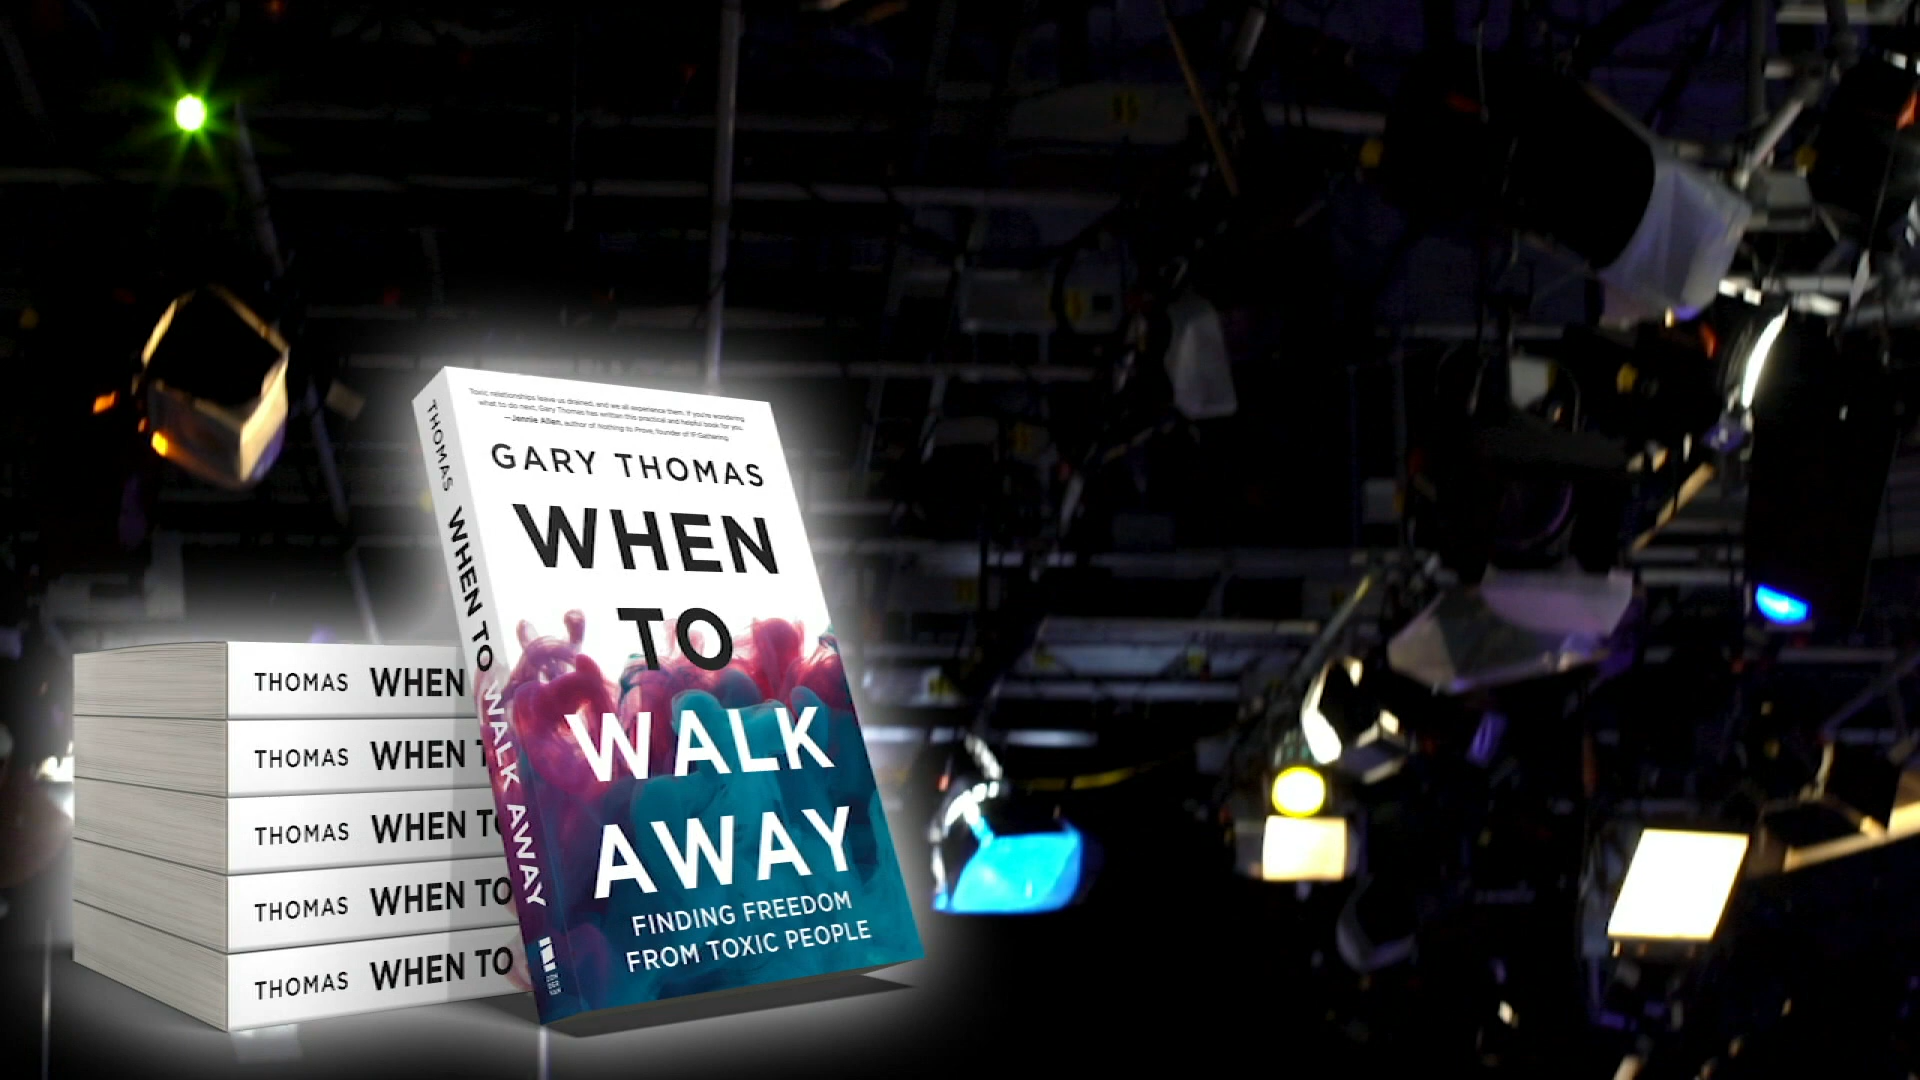 Toxic relationships leave us drained, and we all experience them. If you're wondering
what to do next, Gary Thomas has written this practical and helpful book for you.
—Jennie Allen, author of Nothing to Prove, founder of IF:Gathering
GARY THOMAS
WHEN
TO
WALK
AWAY
FINDING FREEDOM
FROM TOXIC PEOPLE
THOMAS WHEN TO WALK AWAY
ZON
DER
VAN
THOMAS WHEN
THOMAS WHEN T
THOMAS WHEN TO
THOMAS WHEN TO
THOMAS WHEN TO